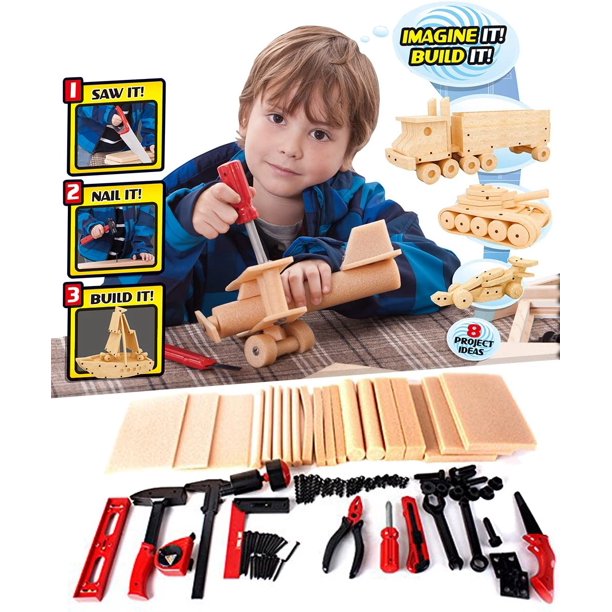 IMAGINE IT!
BUILD IT!
1 SAW IT!
2 NAIL IT!
3 BUILD IT!
8
PROJECT
IDEAS